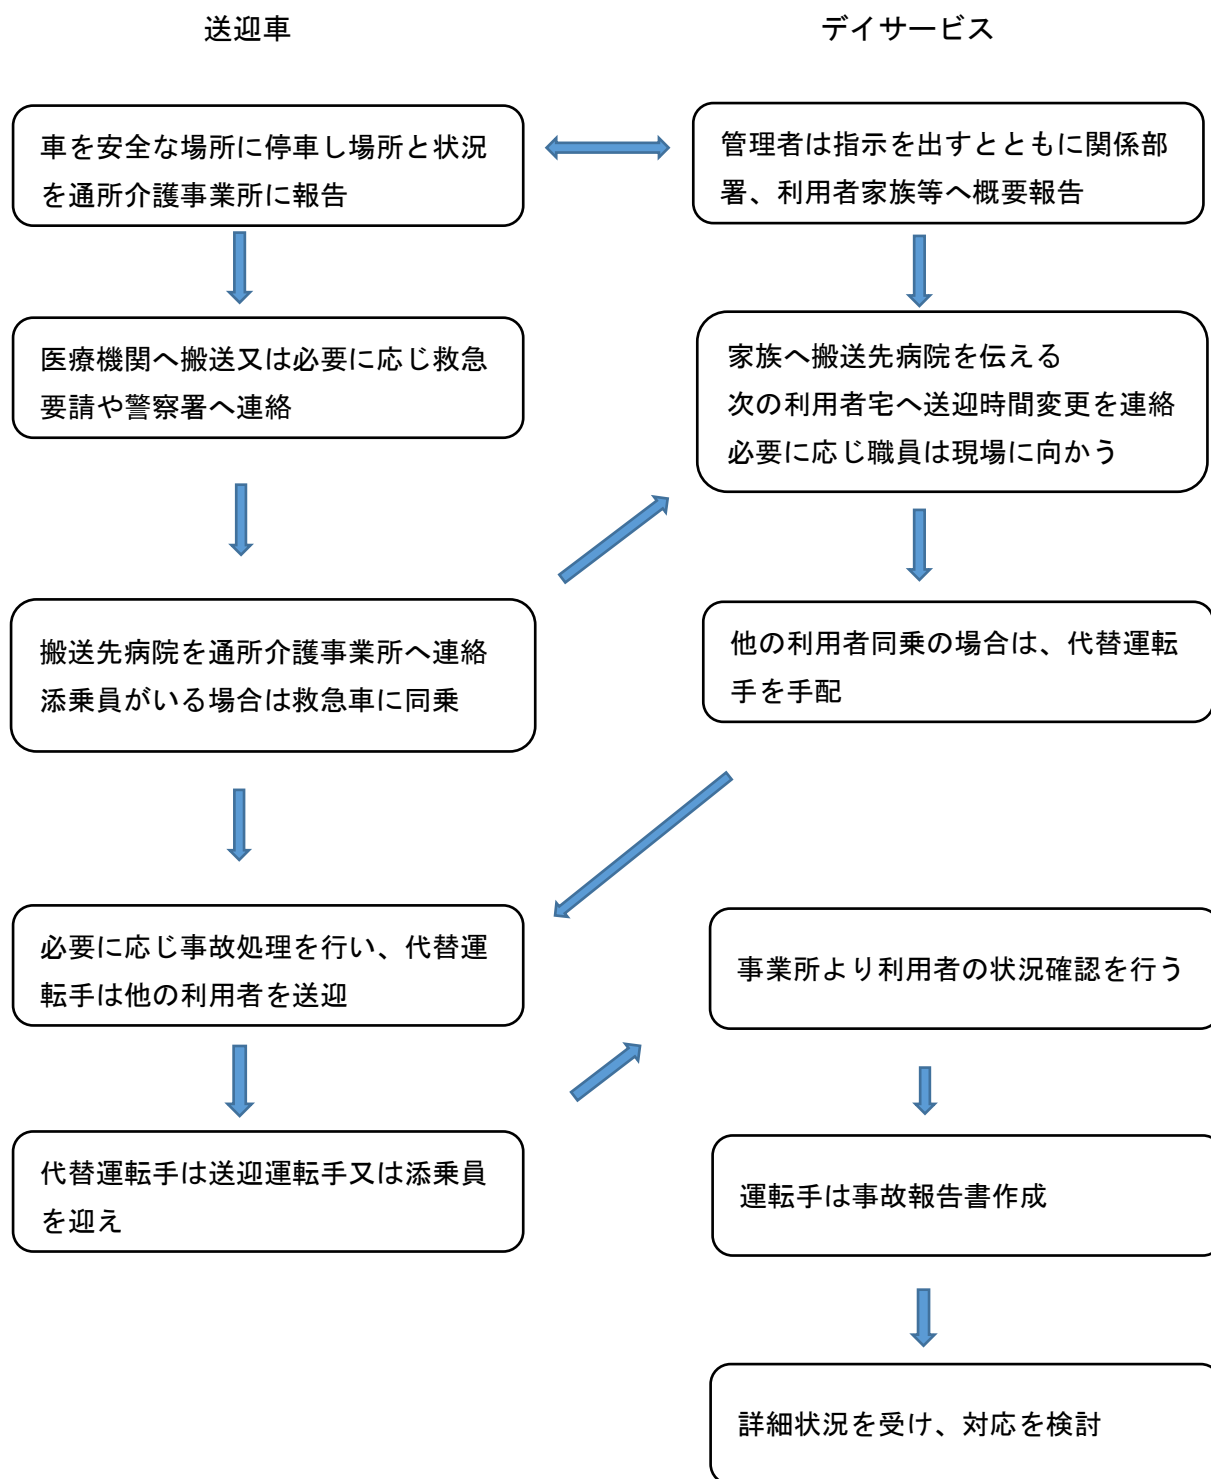 送迎車
デイサービス
車を安全な場所に停車し場所と状況
を通所介護事業所に報告
管理者は指示を出すとともに関係部
署、利用者家族等へ概要報告
医療機関へ搬送又は必要に応じ救急
要請や警察署へ連絡
家族へ搬送先病院を伝える
次の利用者宅へ送迎時間変更を連絡
必要に応じ職員は現場に向かう
搬送先病院を通所介護事業所へ連絡
添乗員がいる場合は救急車に同乗
他の利用者同乗の場合は、代替運転
手を手配
必要に応じ事故処理を行い、代替運
転手は他の利用者を送迎
事業所より利用者の状況確認を行う
代替運転手は送迎運転手又は添乗員
を迎え
運転手は事故報告書作成
詳細状況を受け、対応を検討